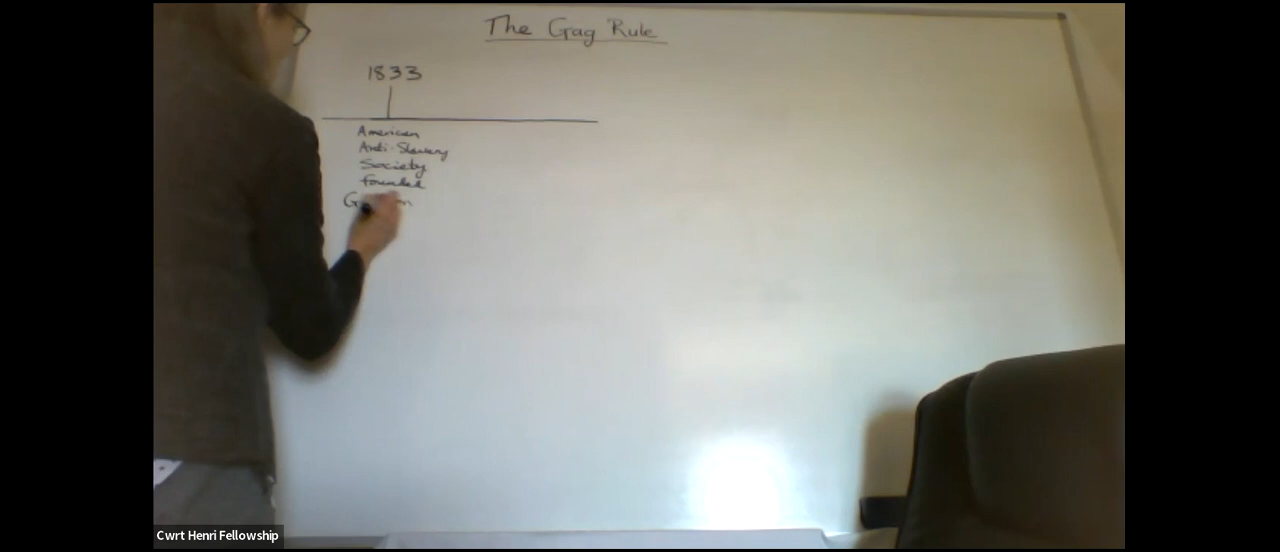 The Gag Rule
1833
American
Anti-Slavery
Society
founded
Cwrt Henri Fellowship